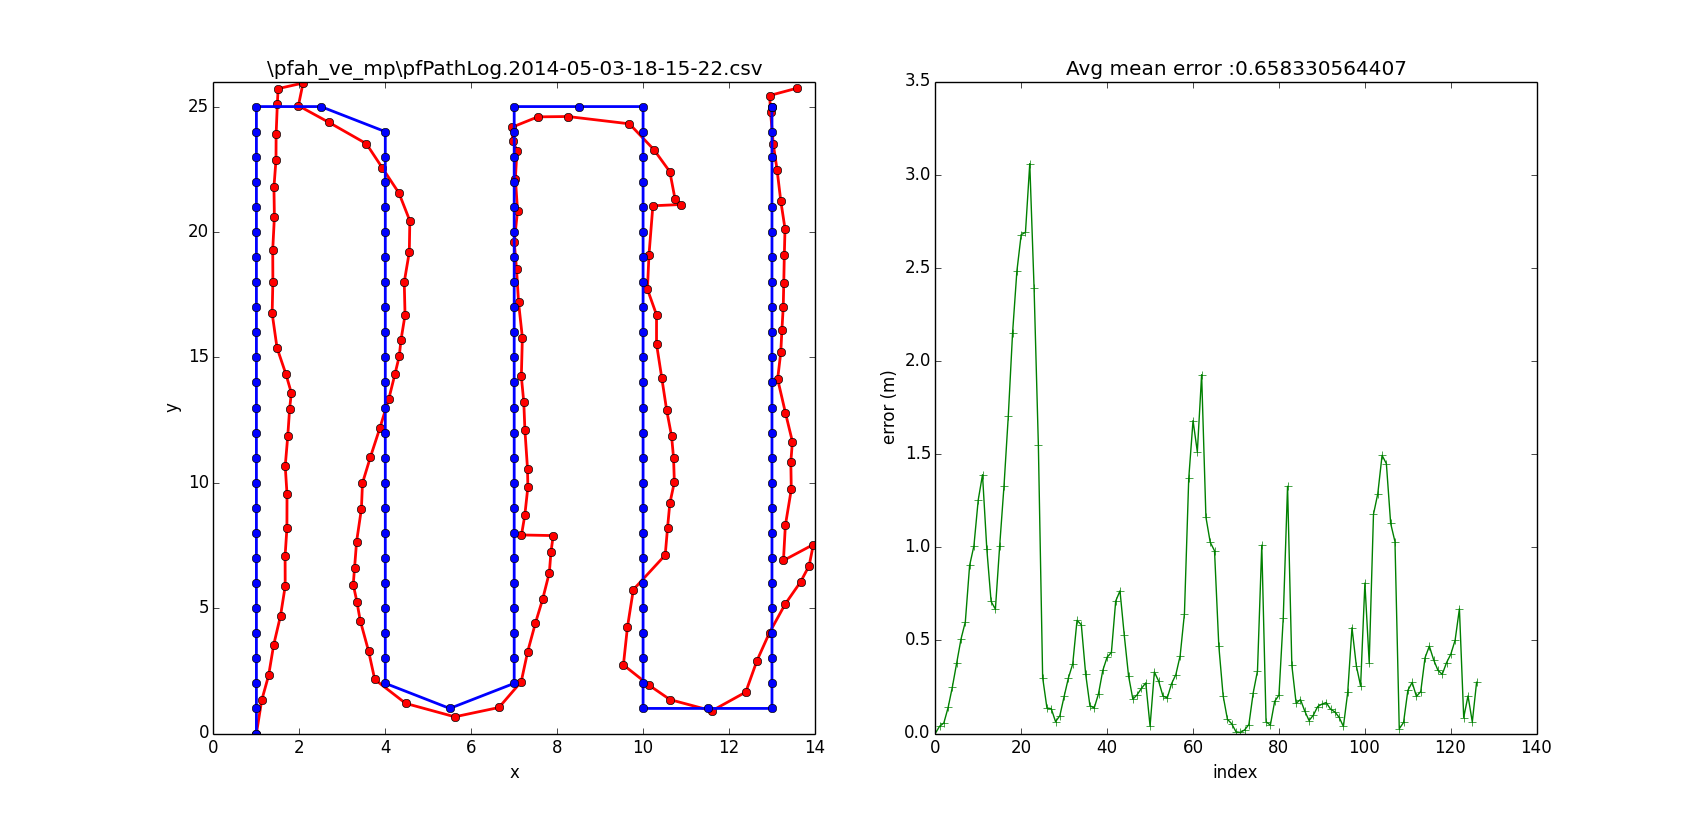 \pfah_ve_mp\pfPathLog.2014-05-03-18-15-22.csv
25
20
15
10
5
0
y
0 2 4 6 8 10 12 14
x
Avg mean error :0.658330564407
3.5
3.0
2.5
2.0
1.5
1.0
0.5
0.0
error (m)
0 20 40 60 80 100 120 140
index